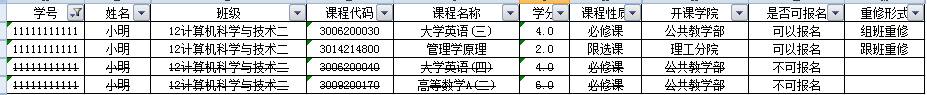 学号 姓名 班级 课程代码 课程名称 学分 课程性质 开课学院 是否可报名 重修形式
11111111111 小明 12计算机科学与技术二 3006200030 大学英语(三) 4.0 必修课 公共教学部 可以报名 组班重修
11111111111 小明 12计算机科学与技术二 3014214800 管理学原理 2.0 限选课 理工分院 可以报名 跟班重修
11111111111 小明 12计算机科学与技术二 3006200040 大学英语(四) 4.0 必修课 公共教学部 不可报名
11111111111 小明 12计算机科学与技术二 3009200170 高等数学A(二) 6.0 必修课 公共教学部 不可报名